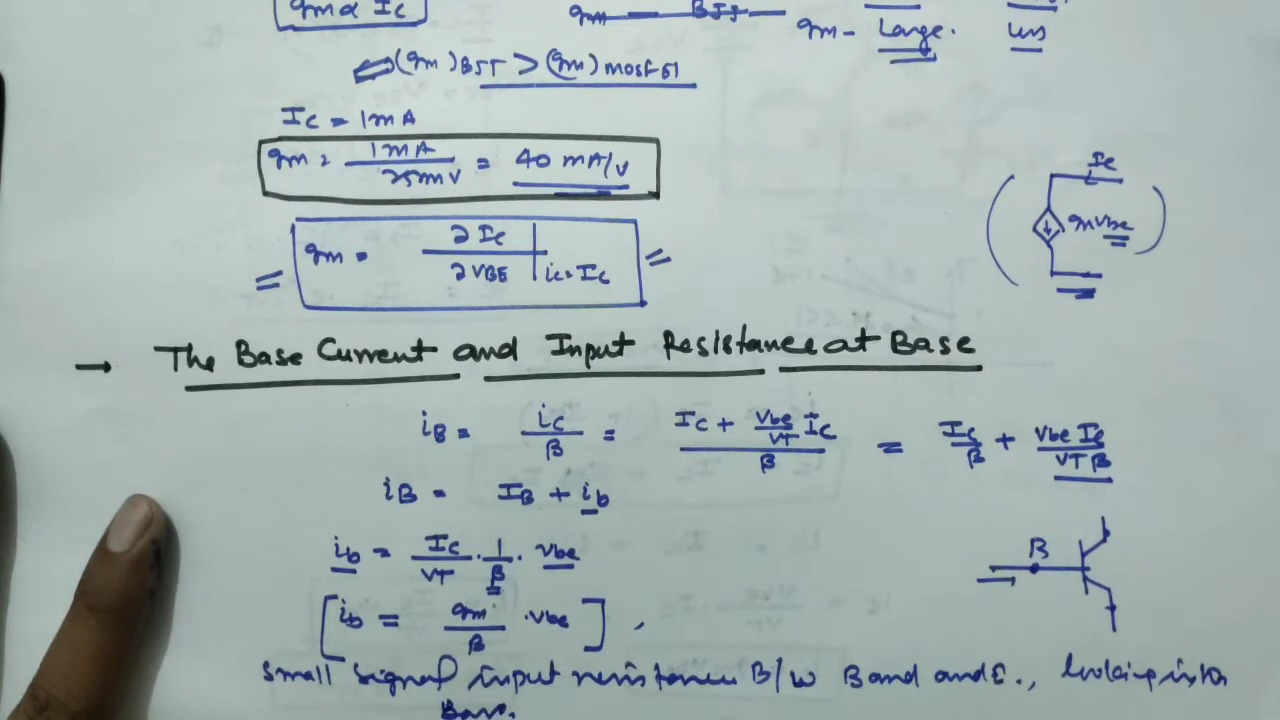 gm ∝ Ic
gm — BJT —
gm - Large. Less
⇐ (gm)BJT > (gm)MOSFET
Ic = 1mA
gm = 1mA/25mV = 40 mA/V
Ic
gmVbe
= gm = ∂Ic/∂VBE | ic=Ic =
→ The Base Current and Input Resistance at Base
iB = ic/β = (Ic + Vbe/VT Ic)/β = Ic/β + Vbe Ic/VT β
iB = IB + ib
ib = Ic/VT · 1/β · Vbe
B
[ib = gm/β · Vbe],
Small Signal input resistance B/w B and and E., looking into
Base.